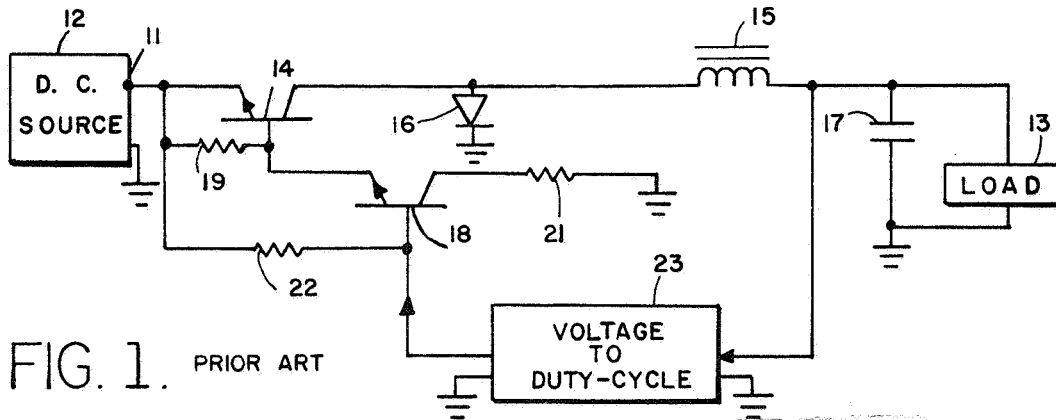 12
11
D. C.
SOURCE
14
15
16
17
13
LOAD
19
18
21
22
23
VOLTAGE
TO
DUTY-CYCLE
FIG. 1. PRIOR ART